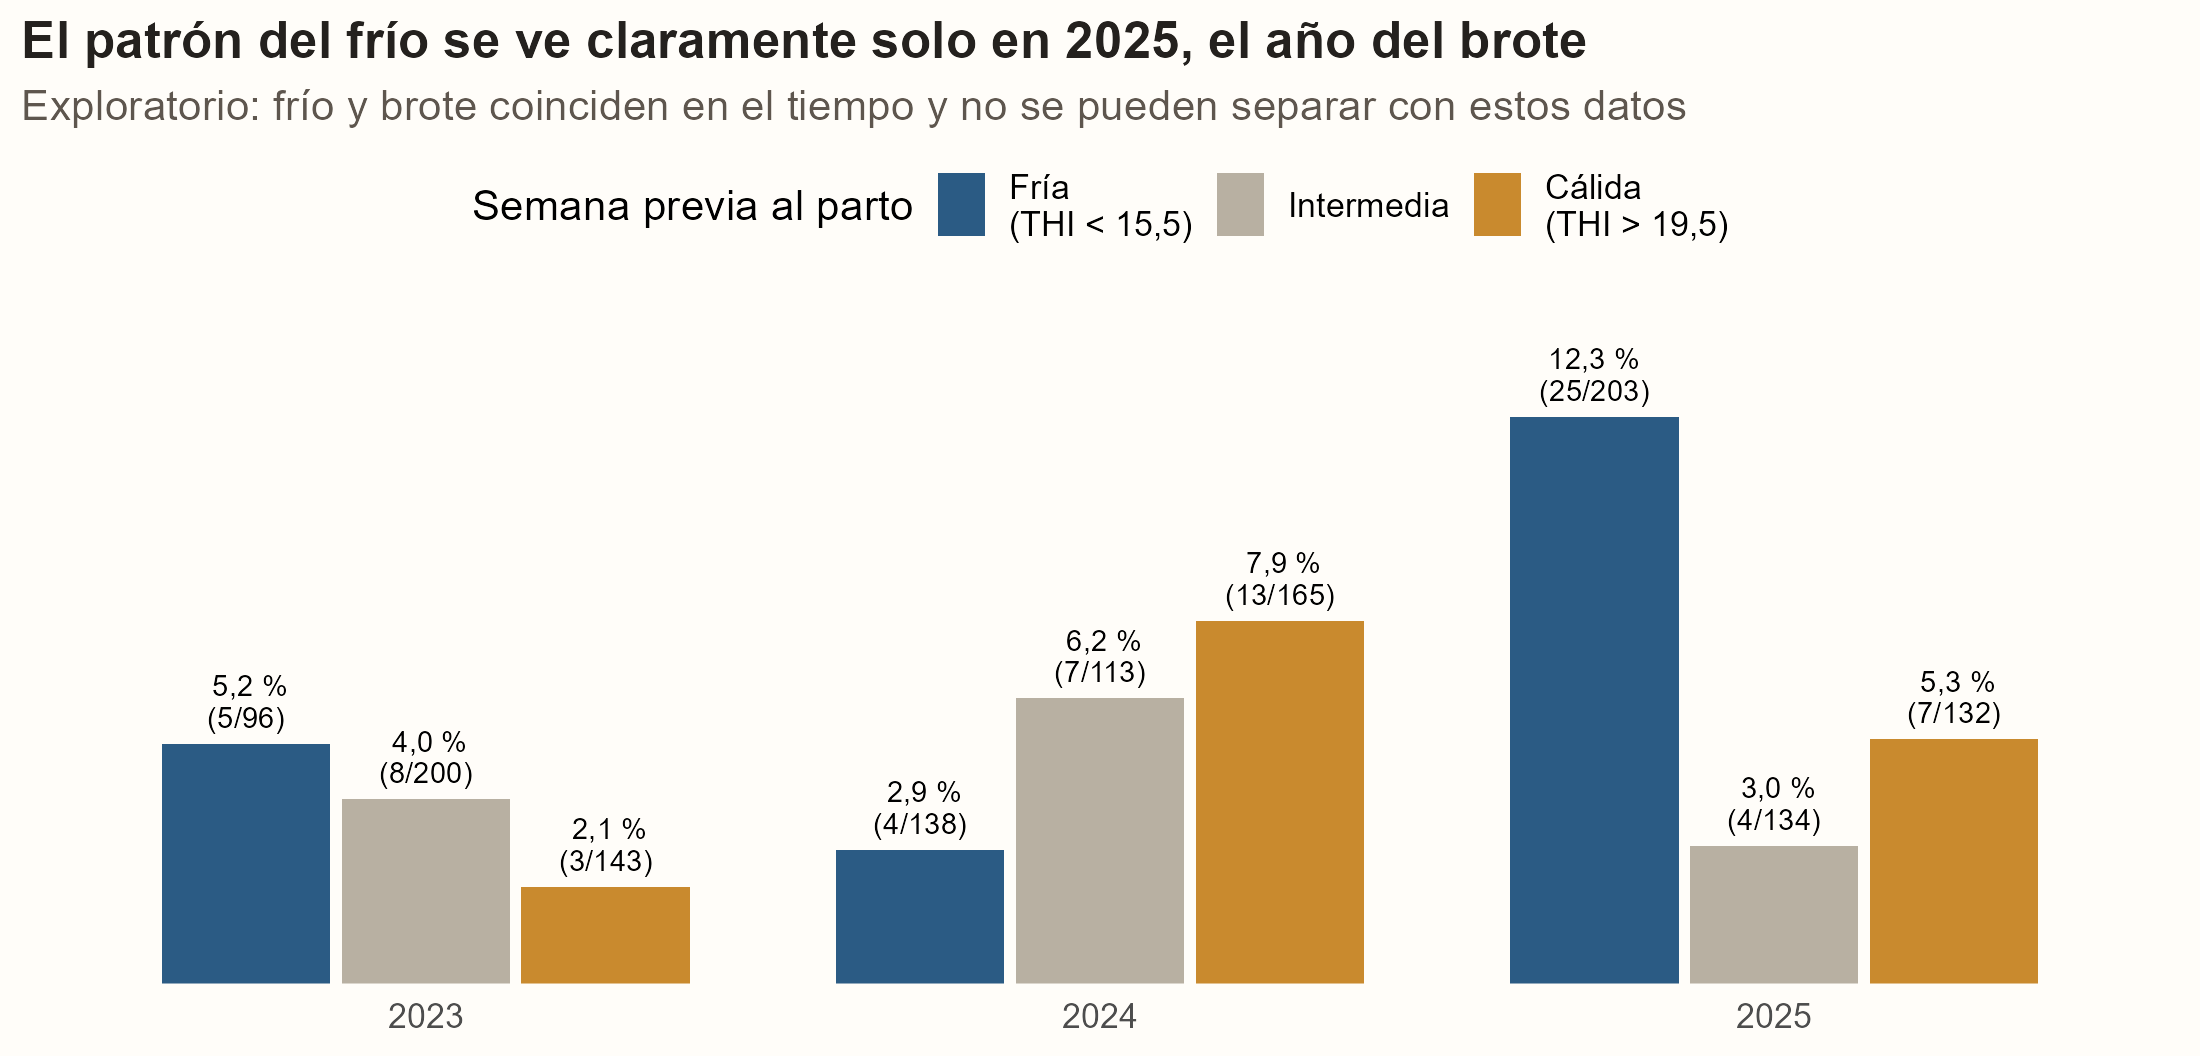 El patrón del frío se ve claramente solo en 2025, el año del brote
Exploratorio: frío y brote coinciden en el tiempo y no se pueden separar con estos datos
Semana previa al parto
Fría
(THI < 15,5)
Intermedia
Cálida
(THI > 19,5)
5,2 %
(5/96)
4,0 %
(8/200)
2,1 %
(3/143)
2,9 %
(4/138)
6,2 %
(7/113)
7,9 %
(13/165)
12,3 %
(25/203)
3,0 %
(4/134)
5,3 %
(7/132)
2023
2024
2025